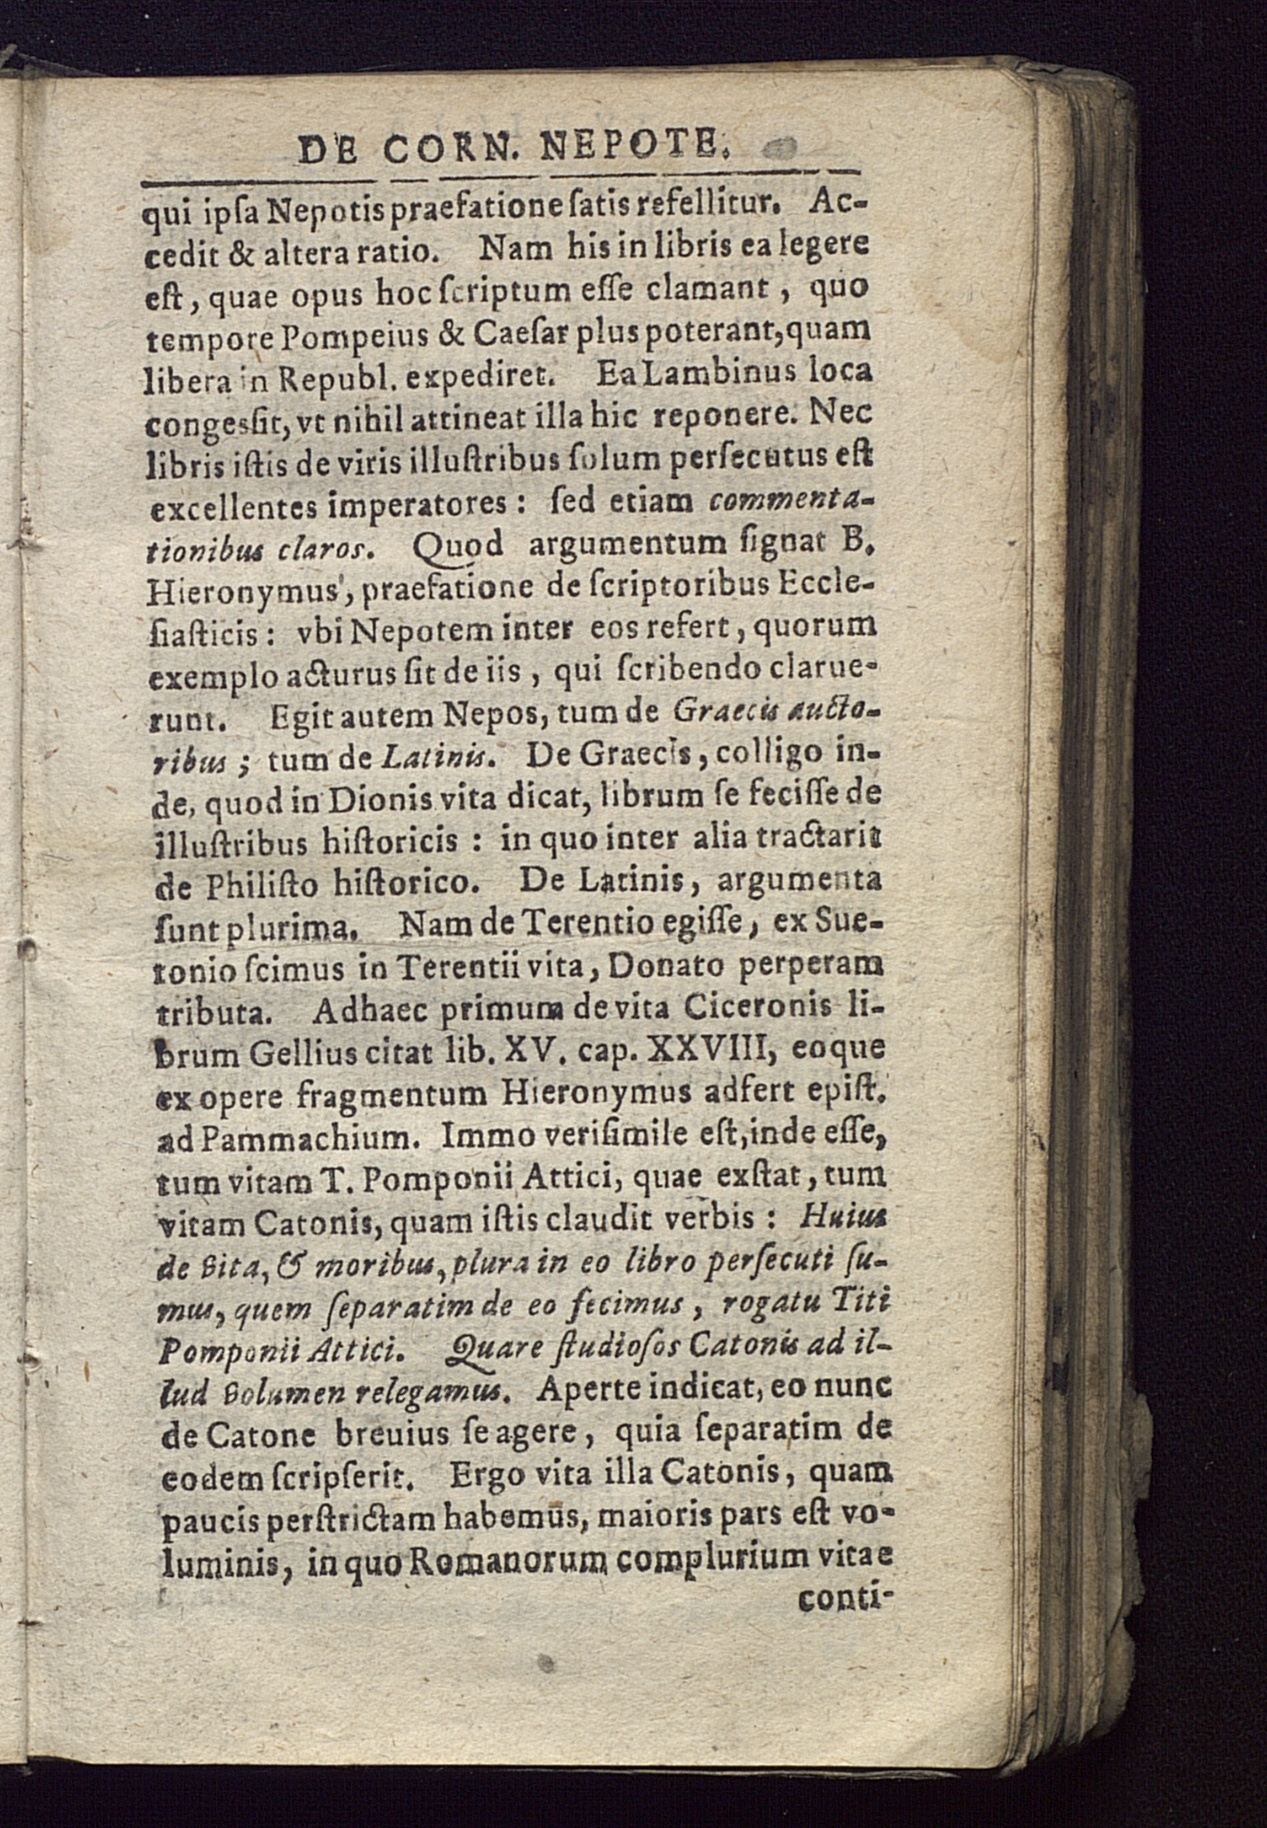 DE CORN. NEPOTE.
qui ipſa Nepotis praefatione ſatis refellitur. Ac-
cedit & altera ratio. Nam his in libris ea legere
eſt, quae opus hoc ſcriptum eſſe clamant, quo
tempore Pompeius & Caeſar plus poterant, quam
libera in Republ. expediret. Ea Lambinus loca
congesſit, vt nihil attineat illa hic reponere. Nec
libris iſtis de viris illuſtribus ſolum perſecutus eſt
excellentes imperatores: ſed etiam commenta-
tionibus claros. Quod argumentum ſignat B.
Hieronymus, praefatione de ſcriptoribus Eccle-
ſiaſticis: vbi Nepotem inter eos refert, quorum
exemplo acturus ſit de iis, qui ſcribendo clarue-
runt. Egit autem Nepos, tum de Graecis aucto-
ribus; tum de Latinis. De Graecis, colligo in-
de, quod in Dionis vita dicat, librum ſe feciſſe de
illuſtribus hiſtoricis: in quo inter alia tractarit
de Philiſto hiſtorico. De Latinis, argumenta
ſunt plurima. Nam de Terentio egiſſe, ex Sue-
tonio ſcimus in Terentii vita, Donato perperam
tributa. Adhaec primum de vita Ciceronis li-
brum Gellius citat lib. XV. cap. XXVIII, eoque
ex opere fragmentum Hieronymus adfert epiſt.
ad Pammachium. Immo veriſimile eſt, inde eſſe,
tum vitam T. Pomponii Attici, quae exſtat, tum
vitam Catonis, quam iſtis claudit verbis: Huius
de vita, & moribus, plura in eo libro perſecuti ſu-
mus, quem ſeparatim de eo fecimus, rogatu Titi
Pomponii Attici. Quare ſtudioſos Catonis ad il-
lud volumen relegamus. Aperte indicat, eo nunc
de Catone breuius ſe agere, quia ſeparatim de
eodem ſcripſerit. Ergo vita illa Catonis, quam
paucis perſtrictam habemus, maioris pars eſt vo-
luminis, in quo Romanorum complurium vitae
conti-